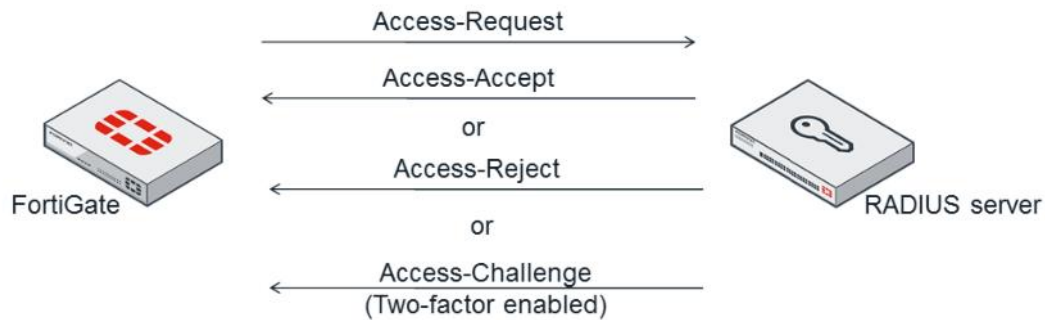 Access-Request
Access-Accept
or
Access-Reject
FortiGate
RADIUS server
or
Access-Challenge
(Two-factor enabled)